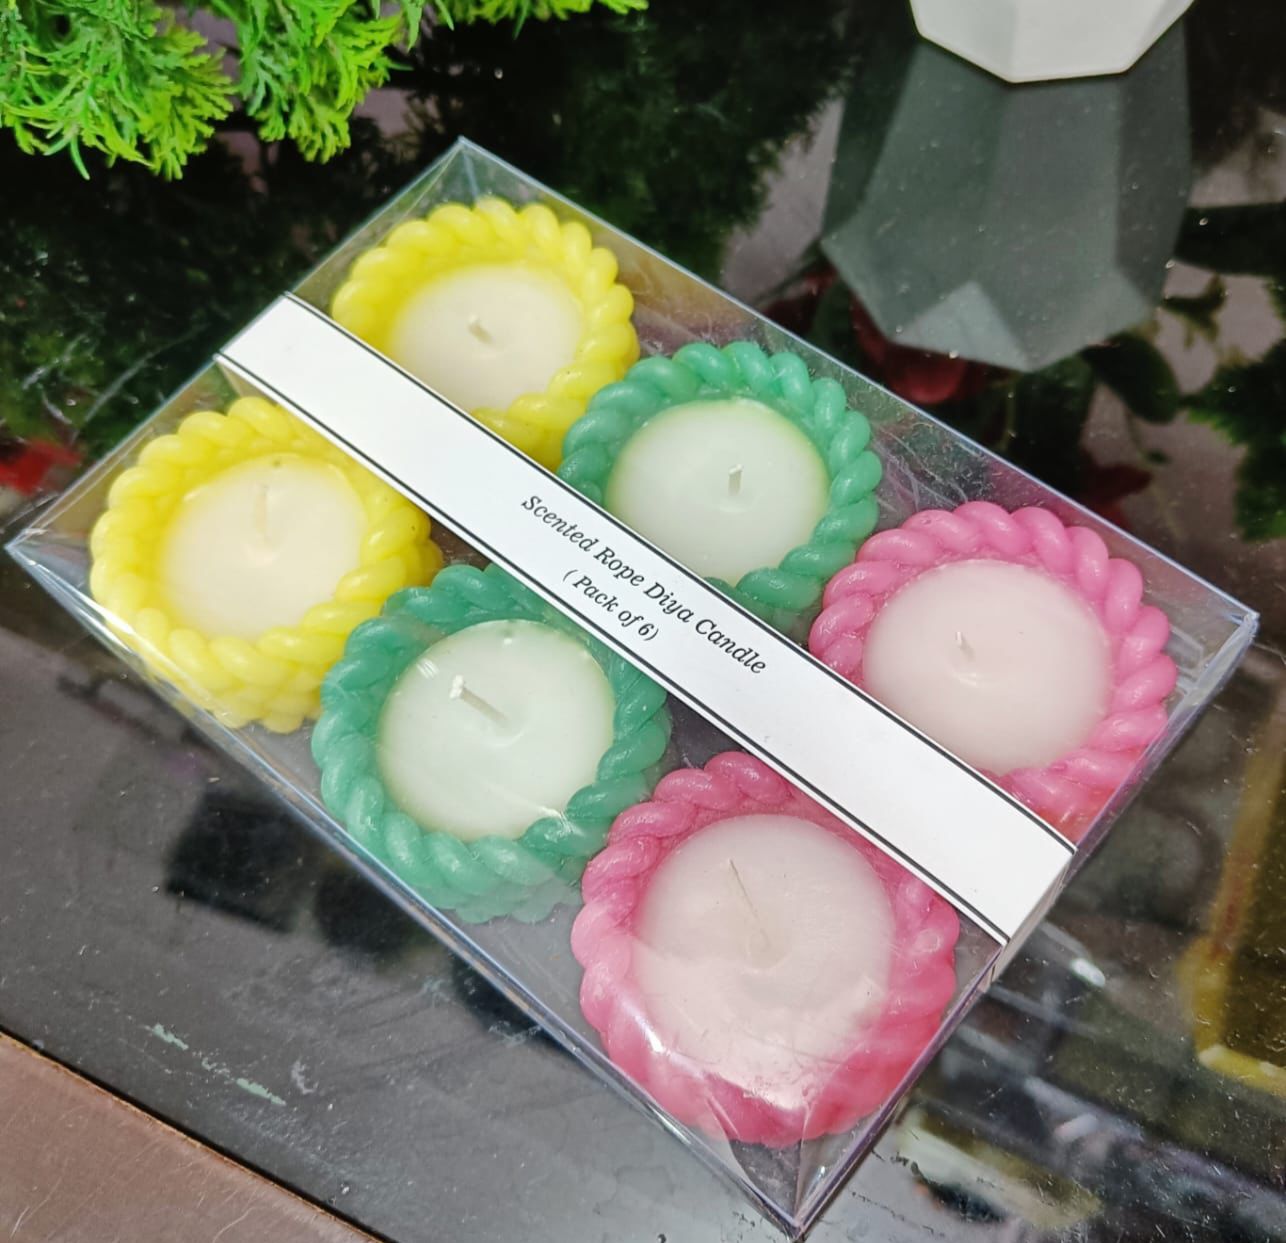 Scented Rope Diya Candle
( Pack of 6)